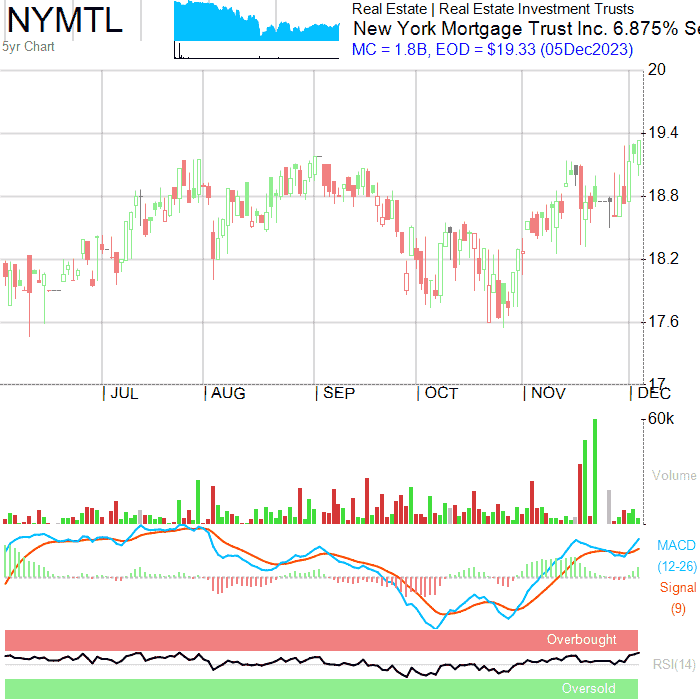 NYMTL
5yr Chart
Real Estate | Real Estate Investment Trusts
New York Mortgage Trust Inc. 6.875% Se
MC = 1.8B, EOD = $19.33 (05Dec2023)
20
19.4
18.8
18.2
17.6
17
| JUL | AUG | SEP | OCT | NOV | DEC
60k
Volume
MACD
(12-26)
Signal
(9)
Overbought
RSI(14)
Oversold